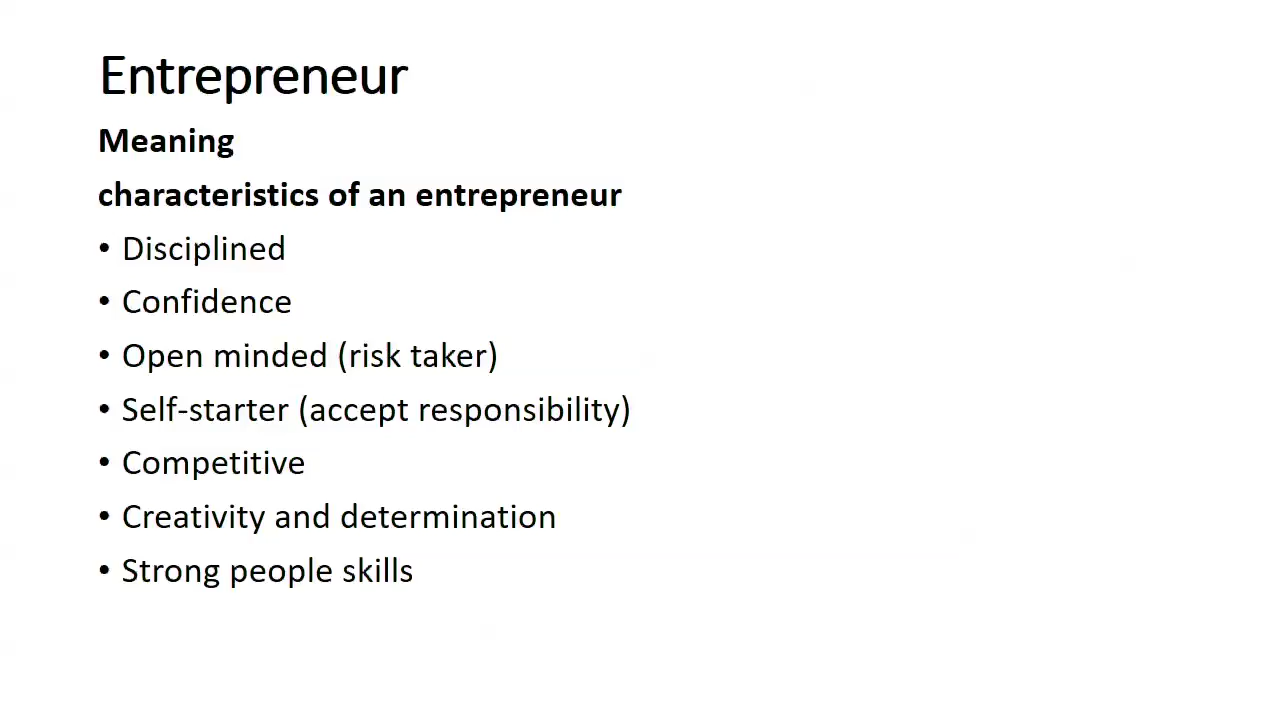 Entrepreneur
Meaning
characteristics of an entrepreneur
• Disciplined
• Confidence
• Open minded (risk taker)
• Self-starter (accept responsibility)
• Competitive
• Creativity and determination
• Strong people skills